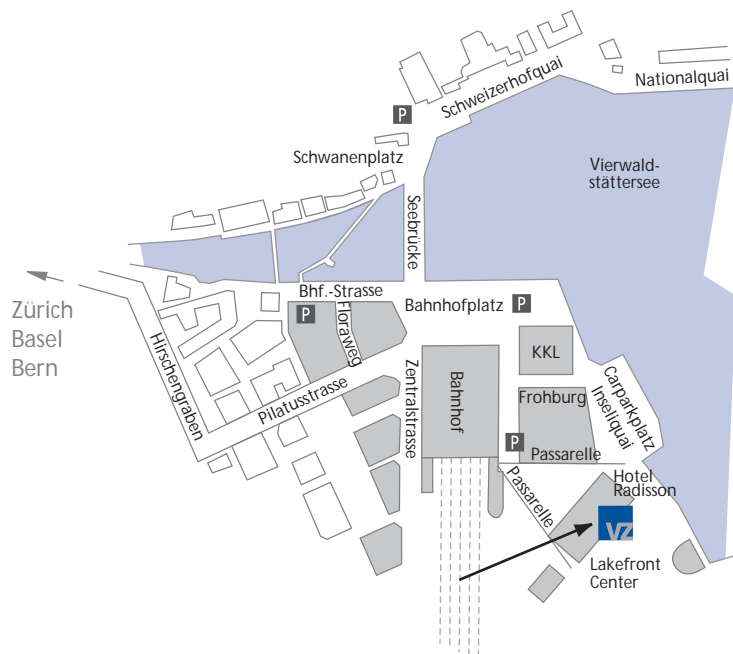 Schweizerhofquai
Nationalquai
P
Schwanenplatz
Vierwald-
stättersee
Seebrücke
Bhf.-Strasse
Zürich
Basel
Bern
P
Floraweg
Bahnhofplatz
P
Hirschengraben
Pilatusstrasse
Zentralstrasse
Bahnhof
KKL
Frohburg
Carparkplatz
Inseliquai
P
Passarelle
Passarelle
Hotel
Radisson
VZ
Lakefront
Center